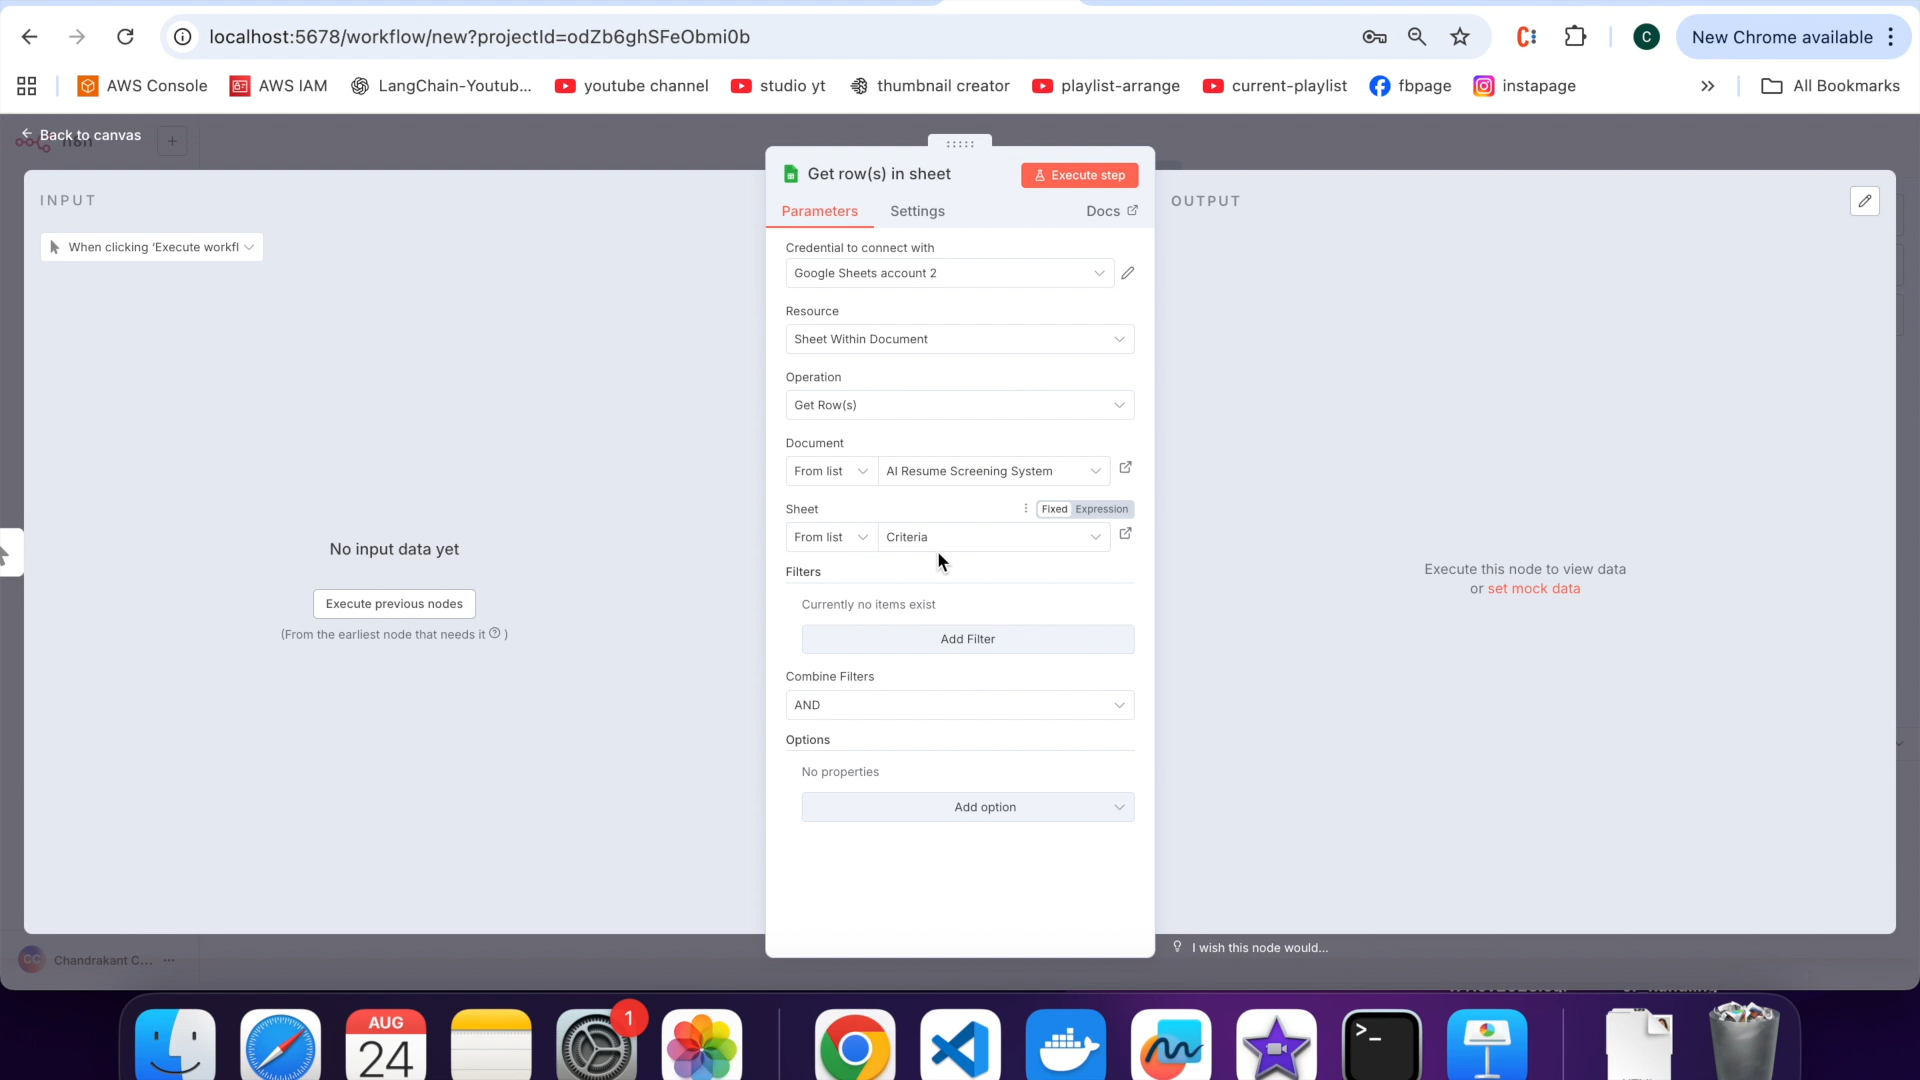 localhost:5678/workflow/new?projectId=odZb6ghSFeObmi0b
C
New Chrome available
AWS Console
AWS IAM
LangChain-Youtub...
youtube channel
studio yt
thumbnail creator
playlist-arrange
current-playlist
fbpage
instapage
All Bookmarks
Back to canvas
n8n
INPUT
When clicking 'Execute workfl
No input data yet
Execute previous nodes
(From the earliest node that needs it ? )
Get row(s) in sheet
Execute step
Parameters
Settings
Docs
Credential to connect with
Google Sheets account 2
Resource
Sheet Within Document
Operation
Get Row(s)
Document
From list
AI Resume Screening System
Sheet
Fixed
Expression
From list
Criteria
Filters
Currently no items exist
Add Filter
Combine Filters
AND
Options
No properties
Add option
OUTPUT
Execute this node to view data
or set mock data
I wish this node would...
CC
Chandrakant C...
1
AUG
24